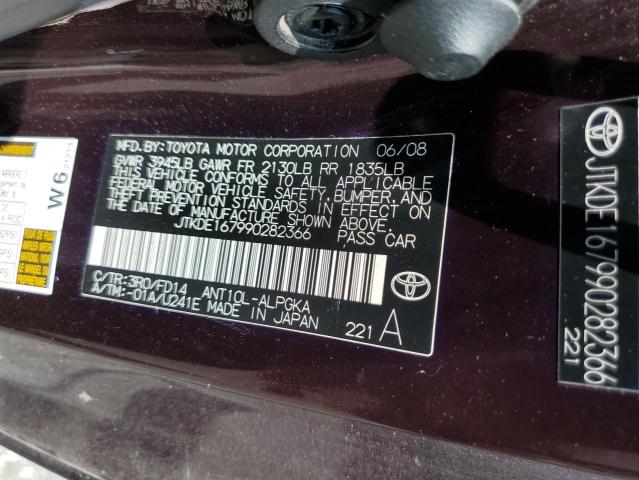 MFD.BY:TOYOTA MOTOR CORPORATION 06/08
GVWR 3945LB GAWR FR 2130LB RR 1835LB
THIS VEHICLE CONFORMS TO ALL APPLICABLE
FEDERAL MOTOR VEHICLE SAFETY, BUMPER, AND
THEFT PREVENTION STANDARDS IN EFFECT ON
THE DATE OF MANUFACTURE SHOWN ABOVE.
JTKDE167990282366 PASS CAR
C/TR:3R0/FD14 ANT10L-ALPGKA
A/TM:-01A/U241E MADE IN JAPAN
221 A
W6
JTKDE167990282366
221